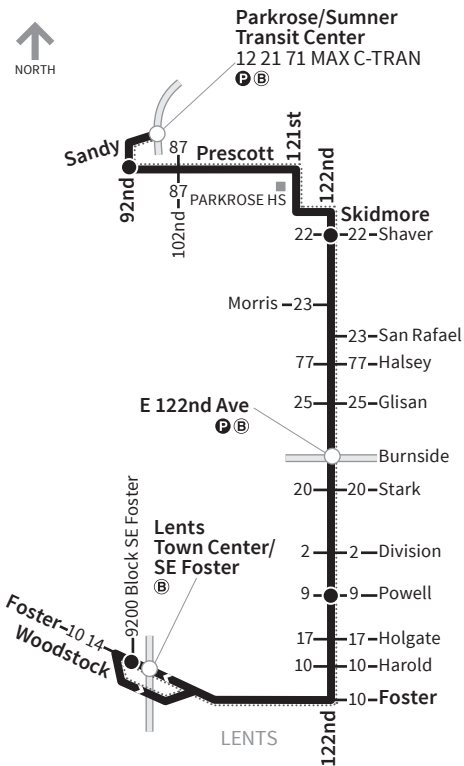 NORTH
Parkrose/Sumner
Transit Center
12 21 71 MAX C-TRAN
P B
Sandy
87
Prescott
121st
122nd
92nd
87
102nd
PARKROSE HS
Skidmore
22 22 Shaver
Morris 23
23 San Rafael
77 77 Halsey
25 25 Glisan
E 122nd Ave
P B
Burnside
20 20 Stark
9200 Block SE Foster
Lents
Town Center/
SE Foster
B
2 2 Division
9 9 Powell
Foster 10 14
Woodstock
17 17 Holgate
10 10 Harold
10 Foster
122nd
LENTS